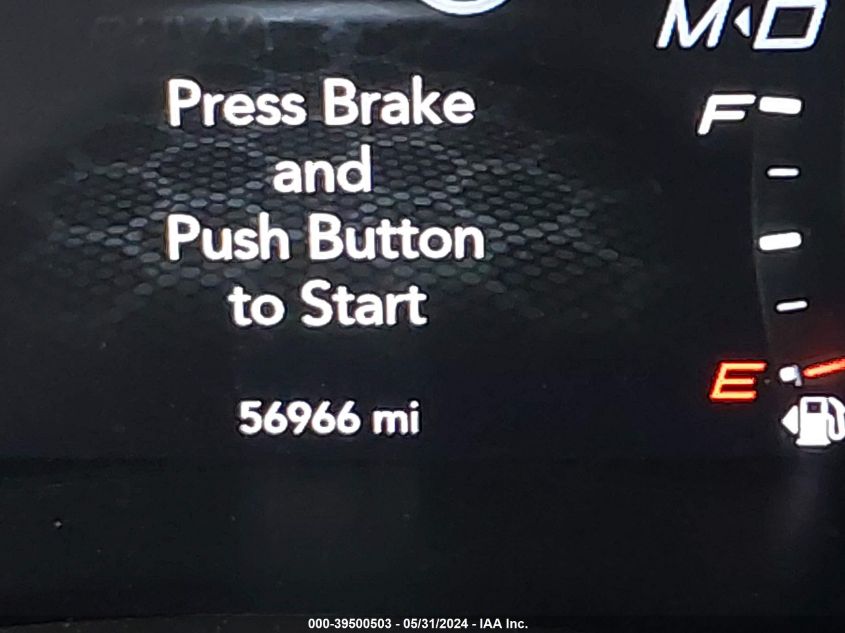 M D
Press Brake
and
Push Button
to Start
56966 mi
F
E
000-39500503 - 05/31/2024 - IAA Inc.